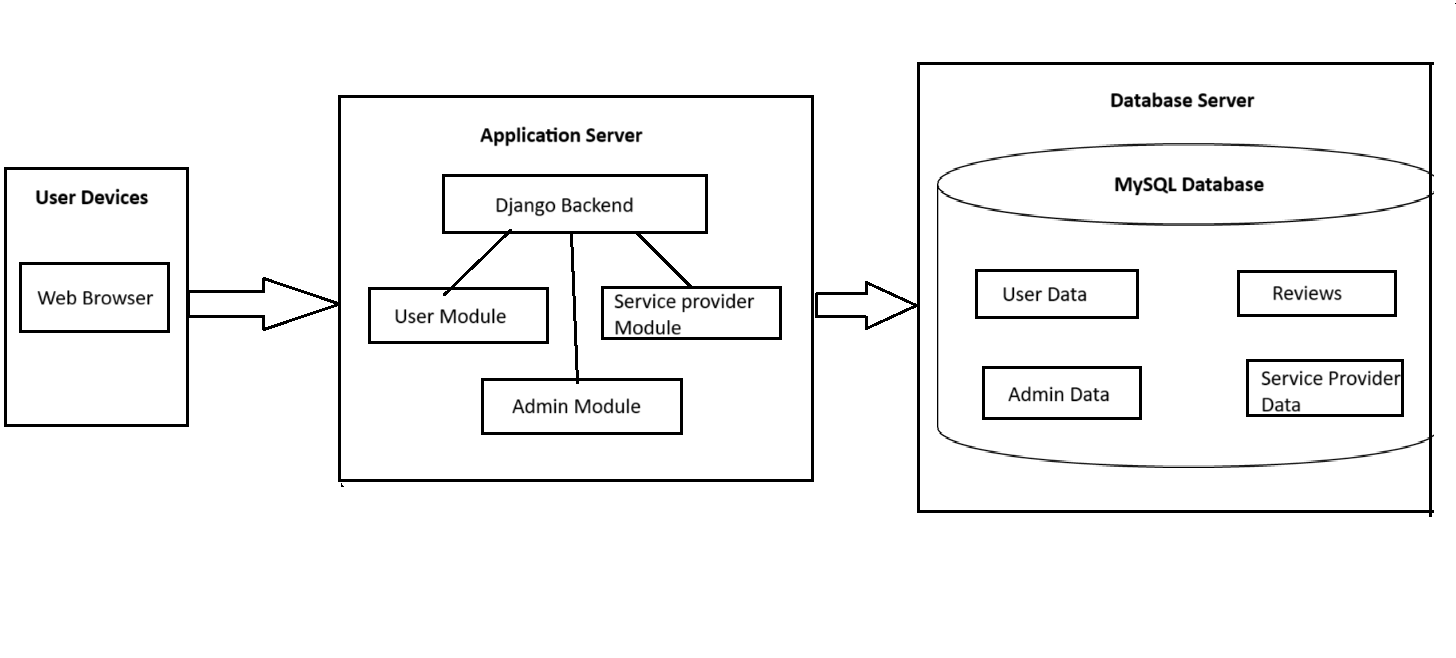 User Devices
Web Browser
Application Server
Django Backend
User Module
Service provider
Module
Admin Module
Database Server
MySQL Database
User Data
Reviews
Admin Data
Service Provider
Data